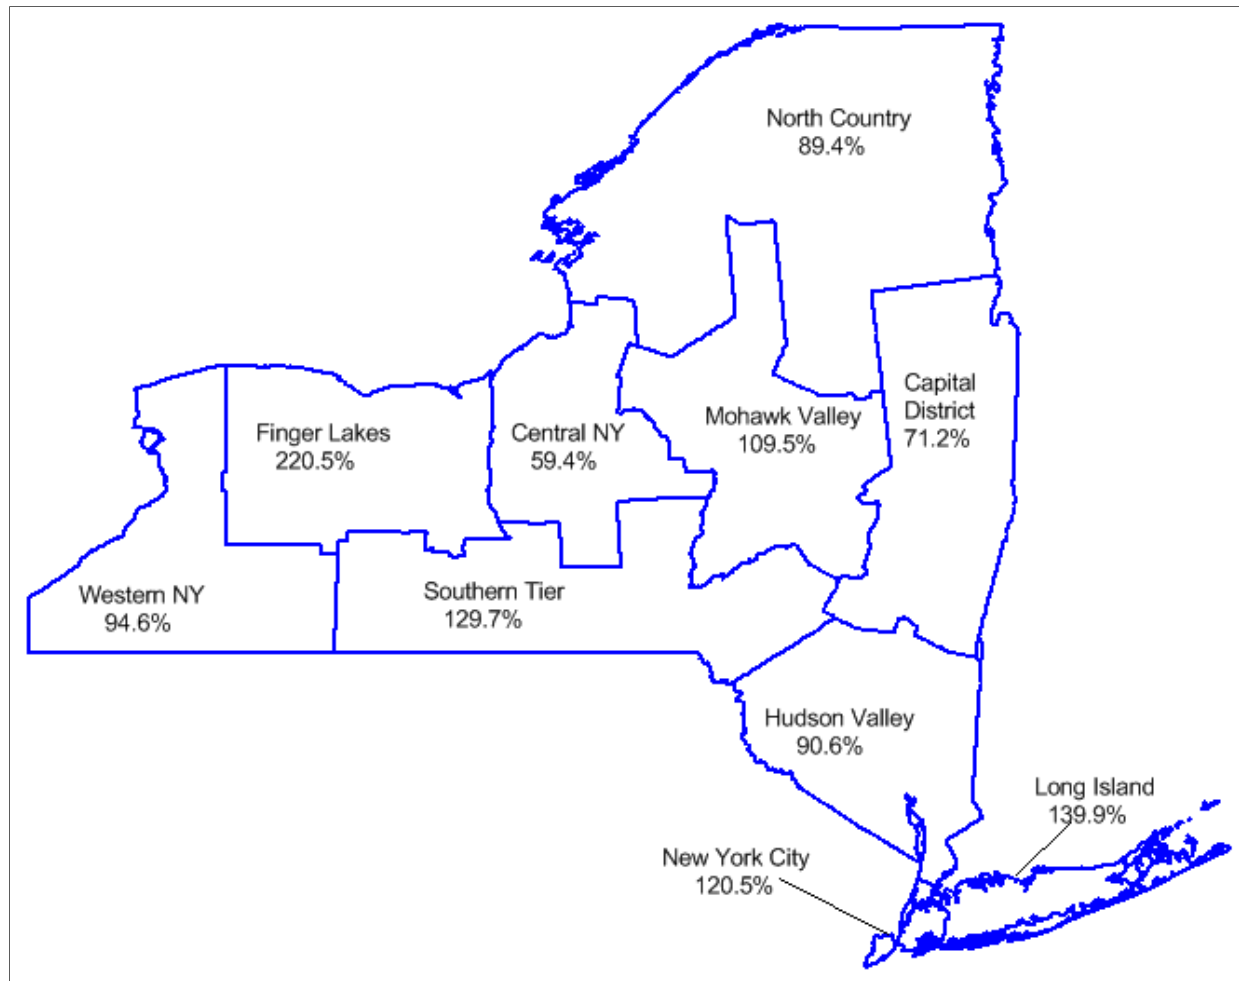 North Country
89.4%
Capital
District
71.2%
Mohawk Valley
109.5%
Finger Lakes
220.5%
Central NY
59.4%
Western NY
94.6%
Southern Tier
129.7%
Hudson Valley
90.6%
Long Island
139.9%
New York City
120.5%